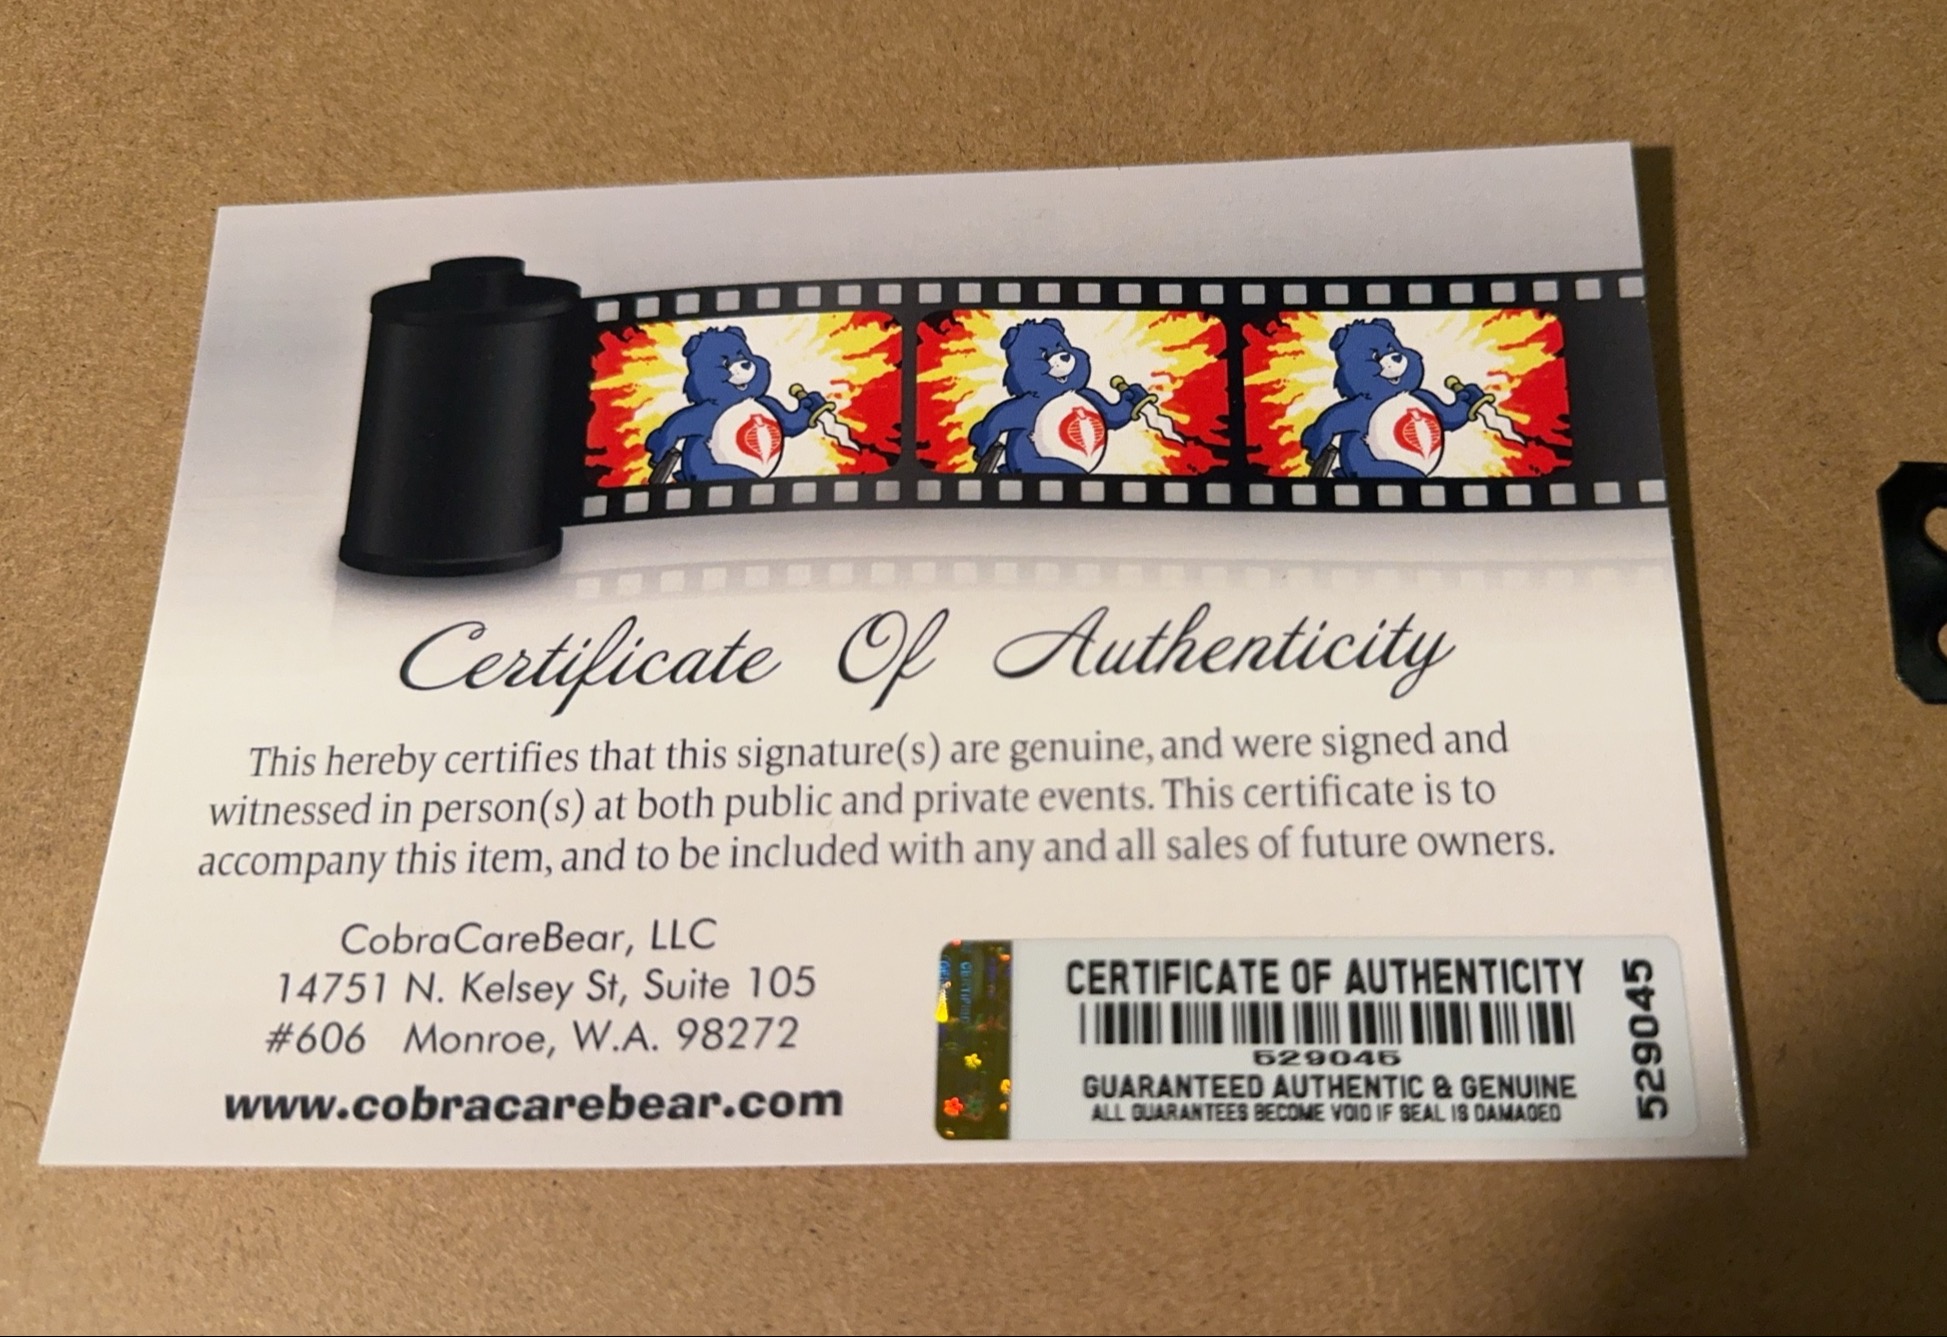 Certificate Of Authenticity
This hereby certifies that this signature(s) are genuine, and were signed and
witnessed in person(s) at both public and private events. This certificate is to
accompany this item, and to be included with any and all sales of future owners.
CobraCareBear, LLC
14751 N. Kelsey St, Suite 105
#606 Monroe, W.A. 98272
www.cobracarebear.com
CERTIFICATE OF AUTHENTICITY
529045
GUARANTEED AUTHENTIC & GENUINE
ALL GUARANTEES BECOME VOID IF SEAL IS DAMAGED
529045